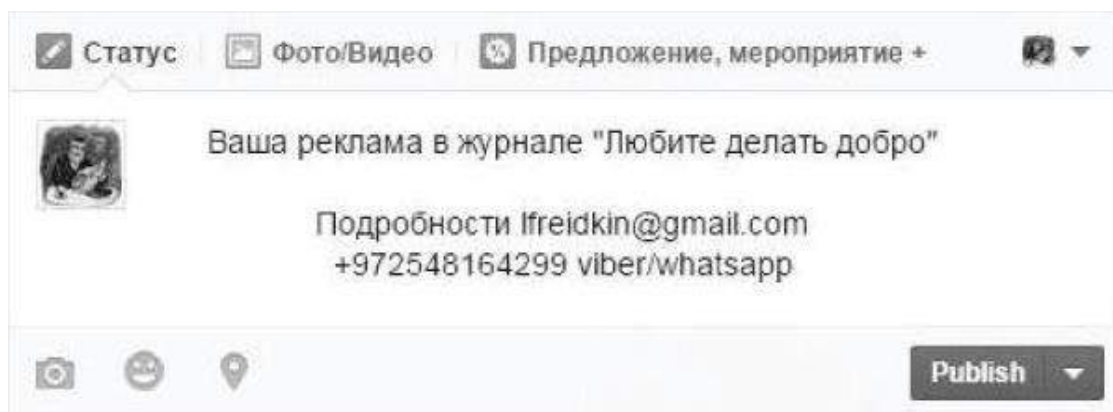 Статус Фото/Видео Предложение, мероприятие +
Ваша реклама в журнале "Любите делать добро"
Подробности lfreidkin@gmail.com
+972548164299 viber/whatsapp
Publish